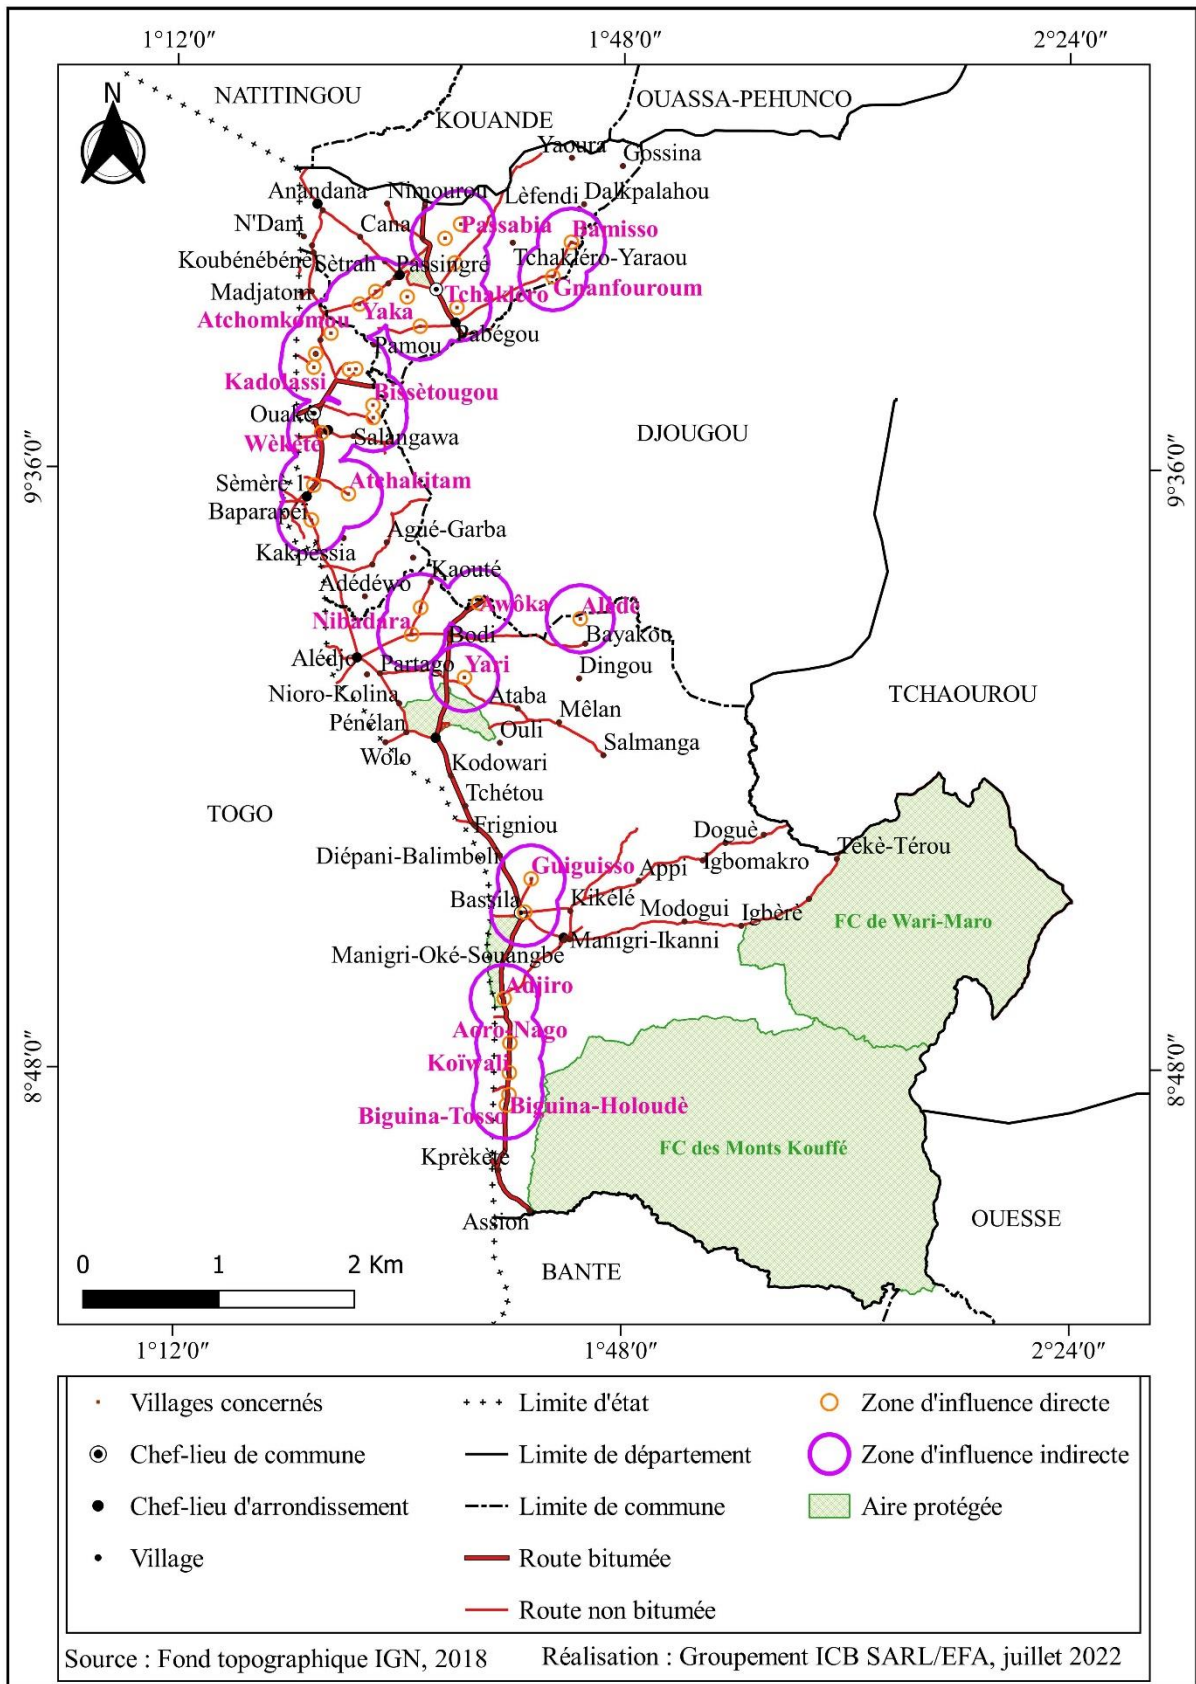 1°12′0″ 1°48′0″ 2°24′0″
N
NATITINGOU
KOUANDE
OUASSA-PEHUNCO
Yaoura
Gossina
Anandana
Nimourou
Lèfendi
Dalkpalahou
N'Dam
Cana
Passabia
Bamisso
Koubénébéné
Sètrah
Passingré
Tchakléro-Yaraou
Madjatom
Tchakléro
Gnanfouroum
Atchomkomou
Yaka
Pamou
Pabégou
Kadolassi
Bissètougou
Ouaké
Wèkètè
Salangawa
DJOUGOU
9°36′0″
9°36′0″
Sèmèrè 1
Atchakitam
Baparapéi
Kakpéssia
Agué-Garba
Adédéwo
Kaouté
Nibadara
Awôka
Alédè
Bodi
Bayakou
Alédjo
Partago
Yari
Dingou
Nioro-Kolina
Ataba
Mêlan
TCHAOUROU
Pénélan
Ouli
Salmanga
Wolo
Kodowari
Tchétou
TOGO
Frigniou
Doguè
Tèkè-Térou
Diépani-Balimboli
Guiguisso
Igbomakro
Appi
Bassila
Kikélé
Modogui
Igbèrè
FC de Wari-Maro
Manigri-Ikanni
Manigri-Oké-Souangbe
Adjiro
Aoro-Nago
Koïwali
8°48′0″
8°48′0″
Biguina-Tosso
Biguina-Holoudè
FC des Monts Kouffé
Kprèkètè
Assion
OUESSE
BANTE
0 1 2 Km
1°12′0″ 1°48′0″ 2°24′0″
Villages concernés
Chef-lieu de commune
Chef-lieu d'arrondissement
Village
Limite d'état
Limite de département
Limite de commune
Route bitumée
Route non bitumée
Zone d'influence directe
Zone d'influence indirecte
Aire protégée
Source : Fond topographique IGN, 2018 Réalisation : Groupement ICB SARL/EFA, juillet 2022